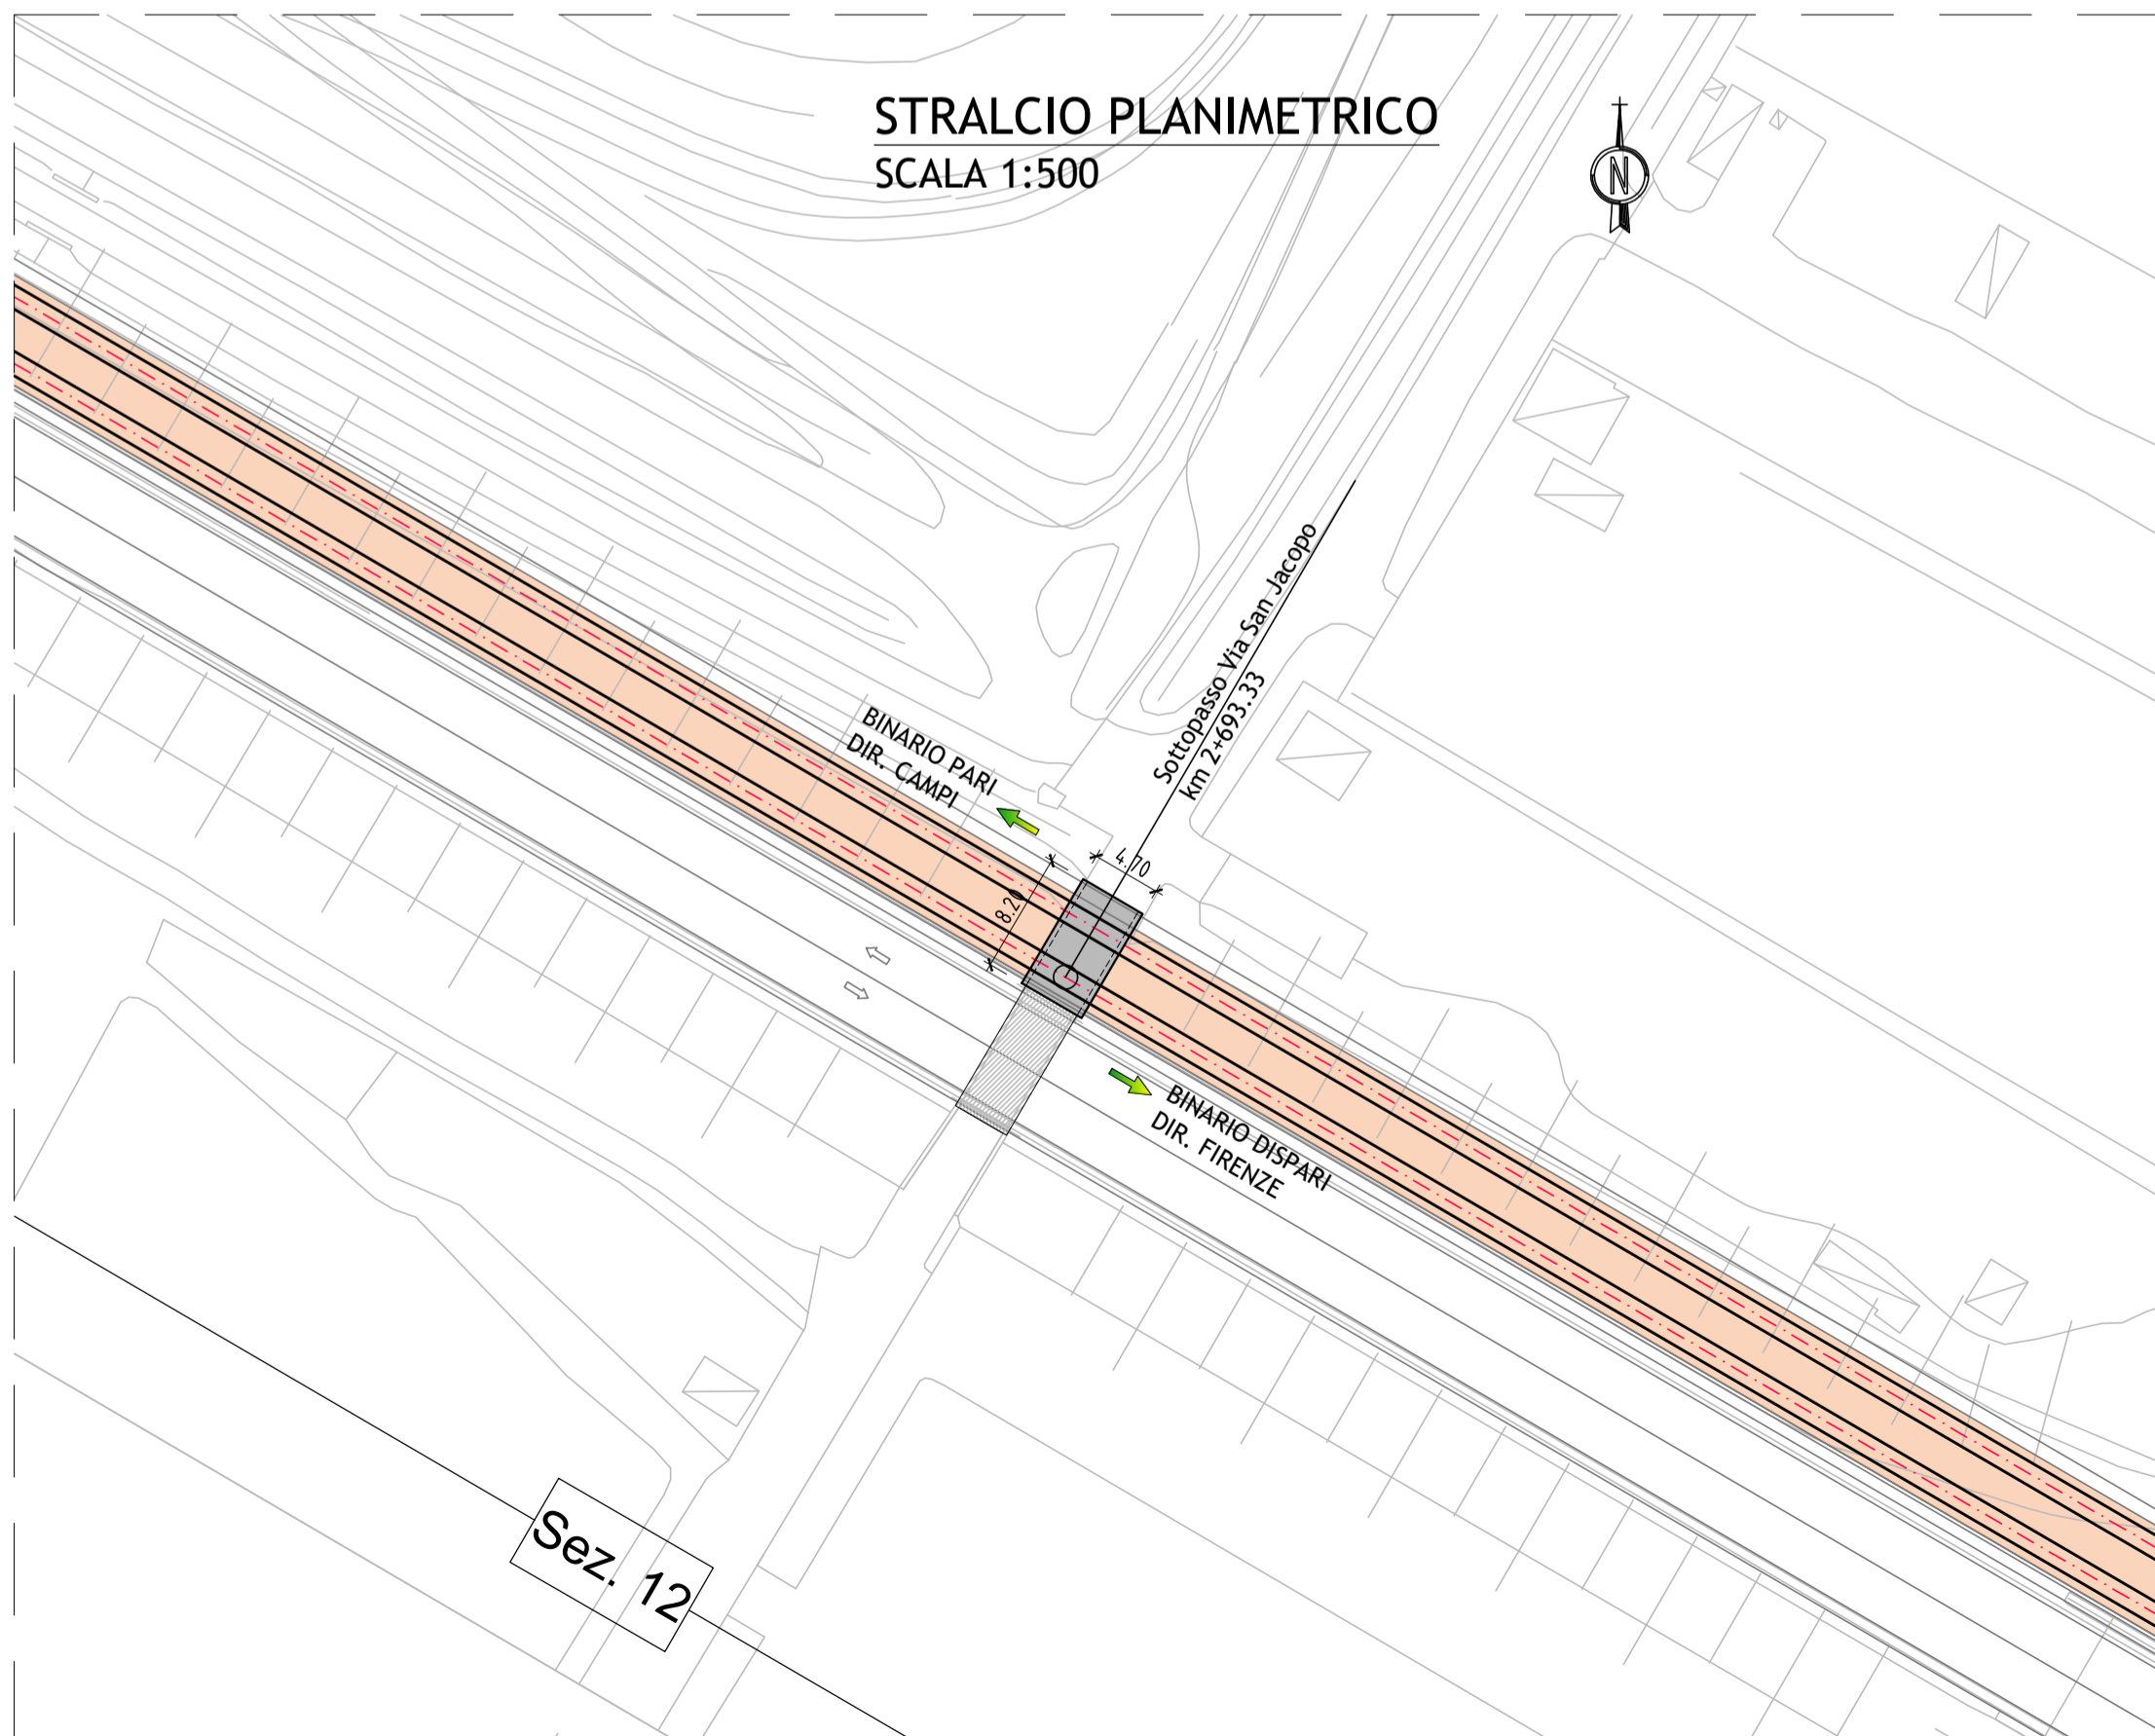 STRALCIO PLANIMETRICO
SCALA 1:500
N
Sottopasso Via San Jacopo
km 2+693.33
BINARIO PARI
DIR. CAMPI
4.70
8.20
BINARIO DISPARI
DIR. FIRENZE
Sez. 12